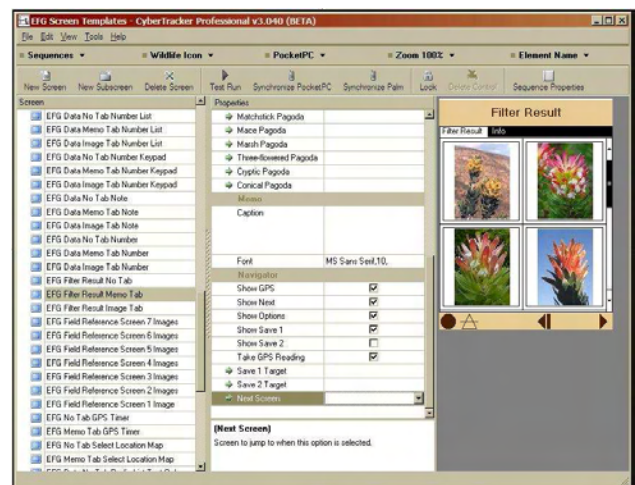 EFG Screen Templates - CyberTracker Professional v3.040 (BETA)
File Edit View Tools Help
Sequences Wildlife Icon PocketPC Zoom 100% Element Name
New Screen New Subscreen Delete Screen Test Run Synchronize PocketPC Synchronize Palm Lock Delete Control Sequence Properties
Screen
EFG Data No Tab Number List
EFG Data Memo Tab Number List
EFG Data Image Tab Number List
EFG Data No Tab Number Keypad
EFG Data Memo Tab Number Keypad
EFG Data Image Tab Number Keypad
EFG Data No Tab Note
EFG Data Memo Tab Note
EFG Data Image Tab Note
EFG Data No Tab Number
EFG Data Memo Tab Number
EFG Data Image Tab Number
EFG Filter Result No Tab
EFG Filter Result Memo Tab
EFG Filter Result Image Tab
EFG Field Reference Screen 7 Images
EFG Field Reference Screen 6 Images
EFG Field Reference Screen 5 Images
EFG Field Reference Screen 4 Images
EFG Field Reference Screen 3 Images
EFG Field Reference Screen 2 Images
EFG Field Reference Screen 1 Image
EFG No Tab GPS Timer
EFG Memo Tab GPS Timer
EFG No Tab Select Location Map
EFG Memo Tab Select Location Map
Properties
Matchstick Pagoda
Mace Pagoda
Marsh Pagoda
Three-flowered Pagoda
Cryptic Pagoda
Conical Pagoda
Memo
Caption
Font MS Sans Serif,10,
Navigator
Show GPS
Show Next
Show Options
Show Save 1
Show Save 2
Take GPS Reading
Save 1 Target
Save 2 Target
Next Screen
(Next Screen)
Screen to jump to when this option is selected.
Filter Result
Filter Result Info